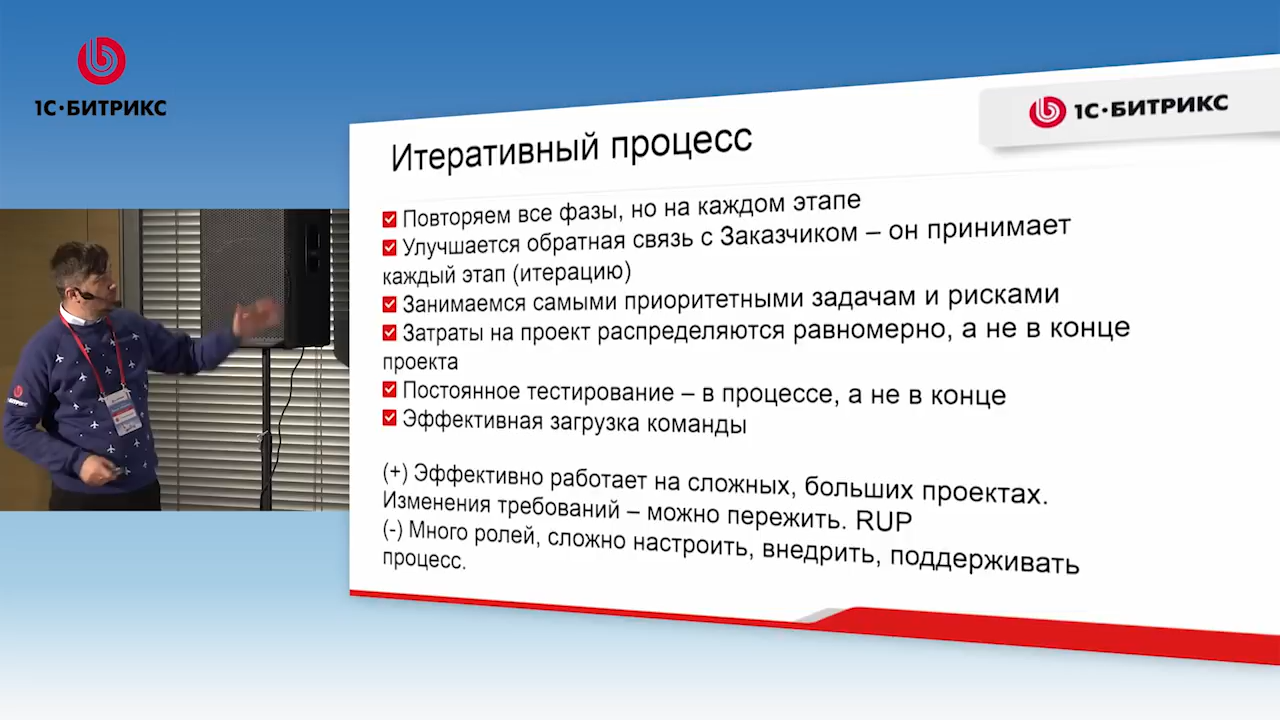 1С·БИТРИКС
1С·БИТРИКС
Итеративный процесс
Повторяем все фазы, но на каждом этапе
Улучшается обратная связь с Заказчиком – он принимает
каждый этап (итерацию)
Занимаемся самыми приоритетными задачам и рисками
Затраты на проект распределяются равномерно, а не в конце
проекта
Постоянное тестирование – в процессе, а не в конце
Эффективная загрузка команды
(+) Эффективно работает на сложных, больших проектах.
Изменения требований – можно пережить. RUP
(-) Много ролей, сложно настроить, внедрить, поддерживать
процесс.